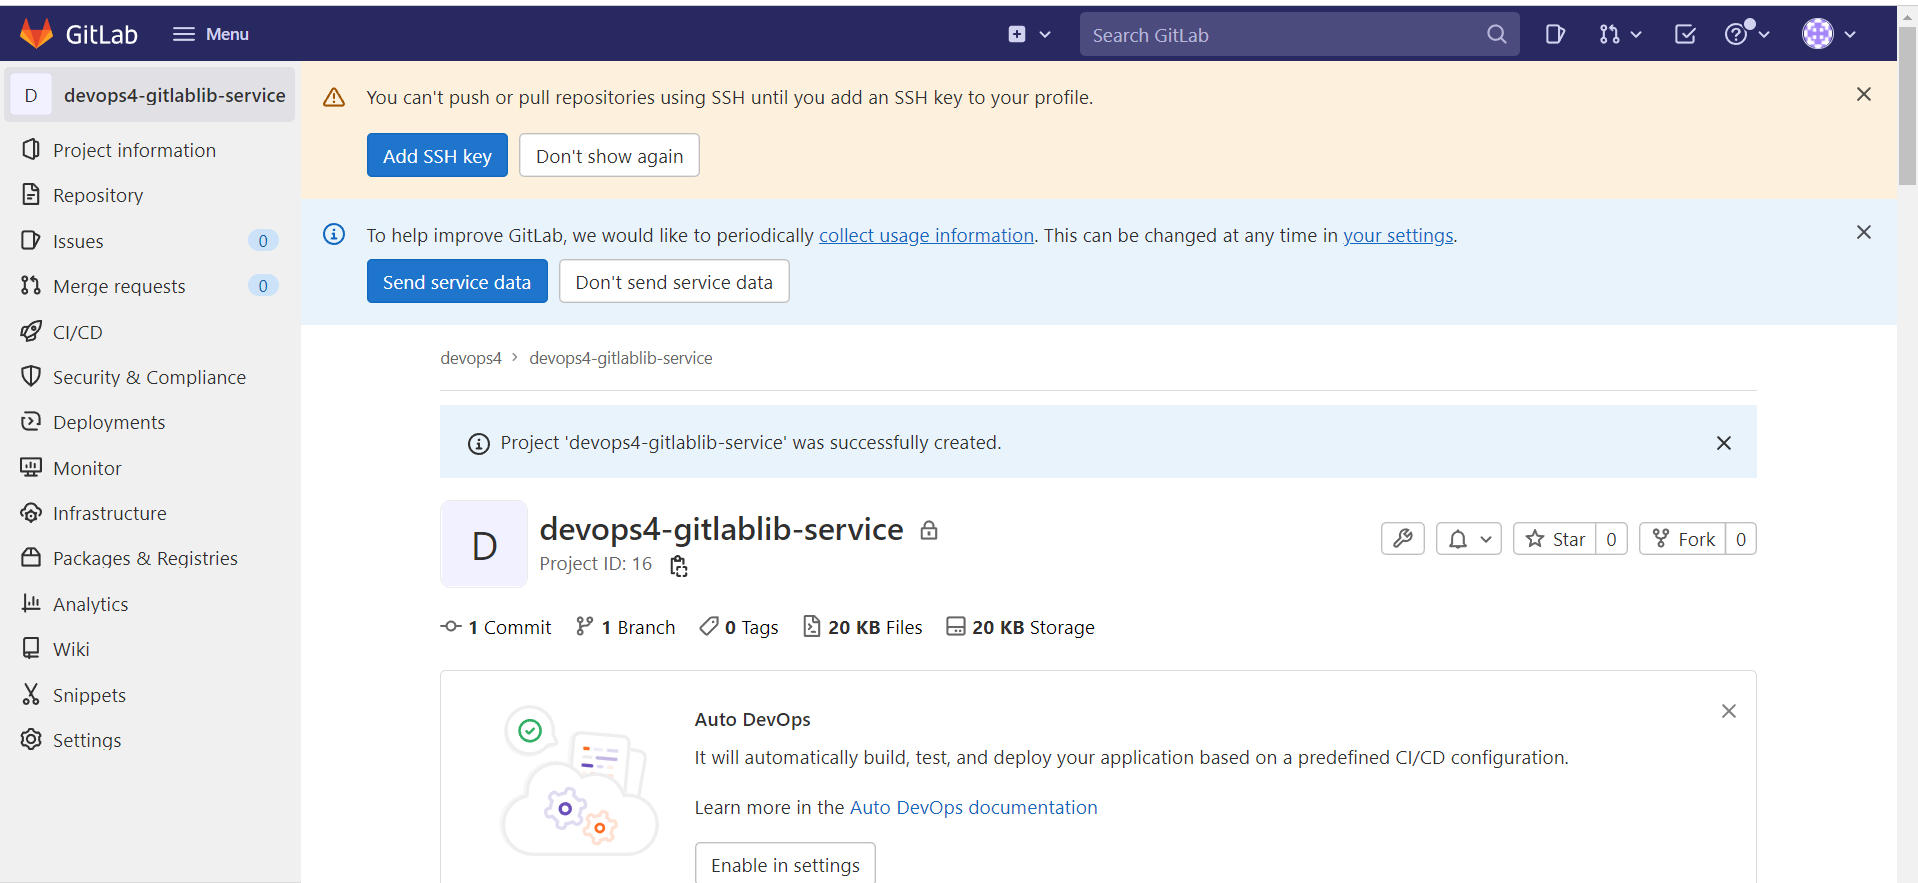 GitLab Menu Search GitLab
D devops4-gitlablib-service
Project information
Repository
Issues 0
Merge requests 0
CI/CD
Security & Compliance
Deployments
Monitor
Infrastructure
Packages & Registries
Analytics
Wiki
Snippets
Settings
You can't push or pull repositories using SSH until you add an SSH key to your profile.
Add SSH key Don't show again
To help improve GitLab, we would like to periodically collect usage information. This can be changed at any time in your settings.
Send service data Don't send service data
devops4 > devops4-gitlablib-service
Project 'devops4-gitlablib-service' was successfully created.
D devops4-gitlablib-service
Project ID: 16
Star 0 Fork 0
1 Commit 1 Branch 0 Tags 20 KB Files 20 KB Storage
Auto DevOps
It will automatically build, test, and deploy your application based on a predefined CI/CD configuration.
Learn more in the Auto DevOps documentation
Enable in settings